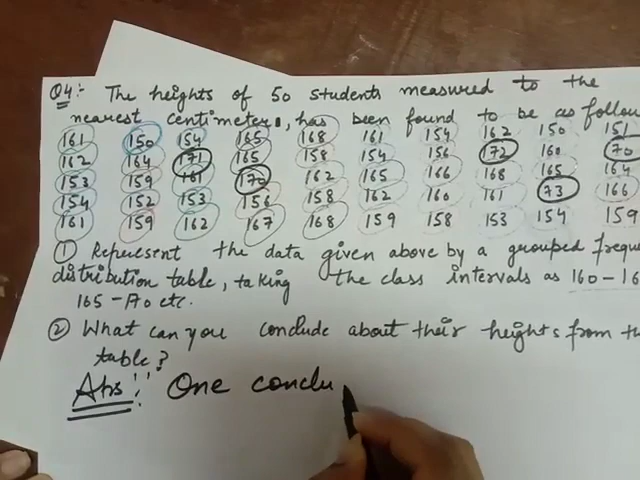 Q4:- The heights of 50 students measured to the
nearest centimeters, has been found to be as follow
161 150 154 165 168 161 154 162 150 151
162 164 171 165 158 154 156 172 160 70
153 159 161 170 162 165 166 168 165 164
154 152 153 156 158 162 160 161 73 166
161 159 162 167 168 159 158 153 154 159
① Represent the data given above by a grouped freque
distribution table, taking the class intervals as 160-16
165-170 etc.
② What can you conclude about their heights from th
table?
Ans:- One conclu